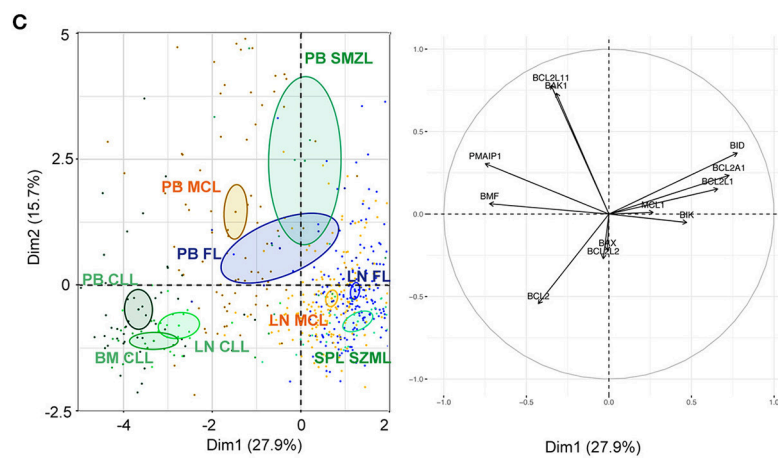 C
5
2.5
0
-2.5
-4
-2
0
2
Dim2 (15.7%)
Dim1 (27.9%)
PB SMZL
PB MCL
PB FL
LN FL
PB CLL
LN MCL
LN CLL
BM CLL
SPL SZML
1.0
0.5
0.0
-0.5
-1.0
-1.0
-0.5
0.0
0.5
1.0
BCL2L11
BAK1
PMAIP1
BMF
BID
BCL2A1
BCL2L1
MCL1
BIK
BAX
BCL2L2
BCL2
Dim1 (27.9%)